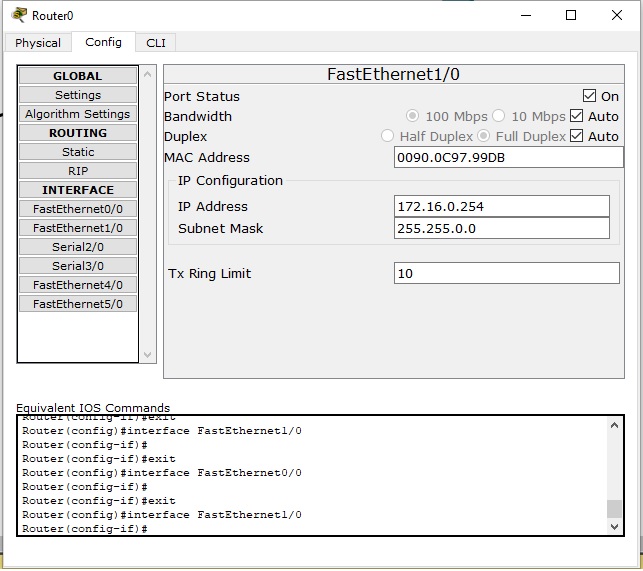 Router0
Physical Config CLI
GLOBAL
Settings
Algorithm Settings
ROUTING
Static
RIP
INTERFACE
FastEthernet0/0
FastEthernet1/0
Serial2/0
Serial3/0
FastEthernet4/0
FastEthernet5/0
FastEthernet1/0
Port Status On
Bandwidth 100 Mbps 10 Mbps Auto
Duplex Half Duplex Full Duplex Auto
MAC Address 0090.0C97.99DB
IP Configuration
IP Address 172.16.0.254
Subnet Mask 255.255.0.0
Tx Ring Limit 10
Equivalent IOS Commands
Router(config-if)#exit
Router(config)#interface FastEthernet1/0
Router(config-if)#
Router(config-if)#exit
Router(config)#interface FastEthernet0/0
Router(config-if)#
Router(config-if)#exit
Router(config)#interface FastEthernet1/0
Router(config-if)#